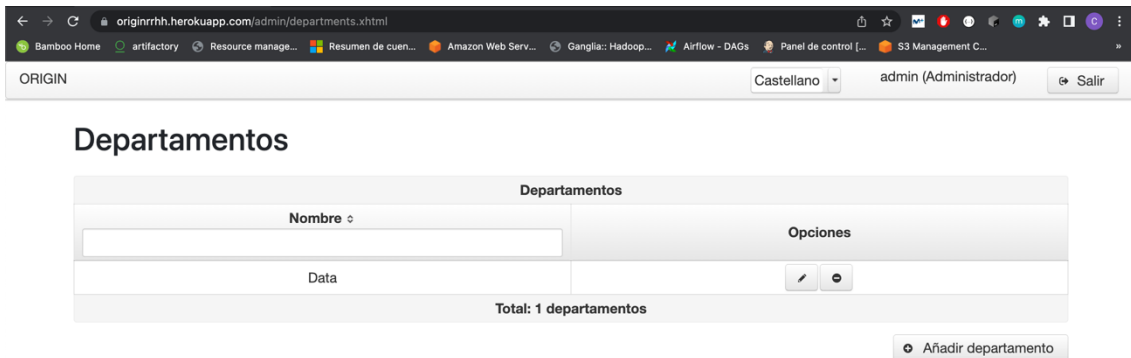 originrrhh.herokuapp.com/admin/departments.xhtml
Bamboo Home artifactory Resource manage... Resumen de cuen... Amazon Web Serv... Ganglia:: Hadoop... Airflow - DAGs Panel de control [... S3 Management C... »
ORIGIN Castellano admin (Administrador) Salir
Departamentos
Departamentos
Nombre Opciones
Data
Total: 1 departamentos
Añadir departamento